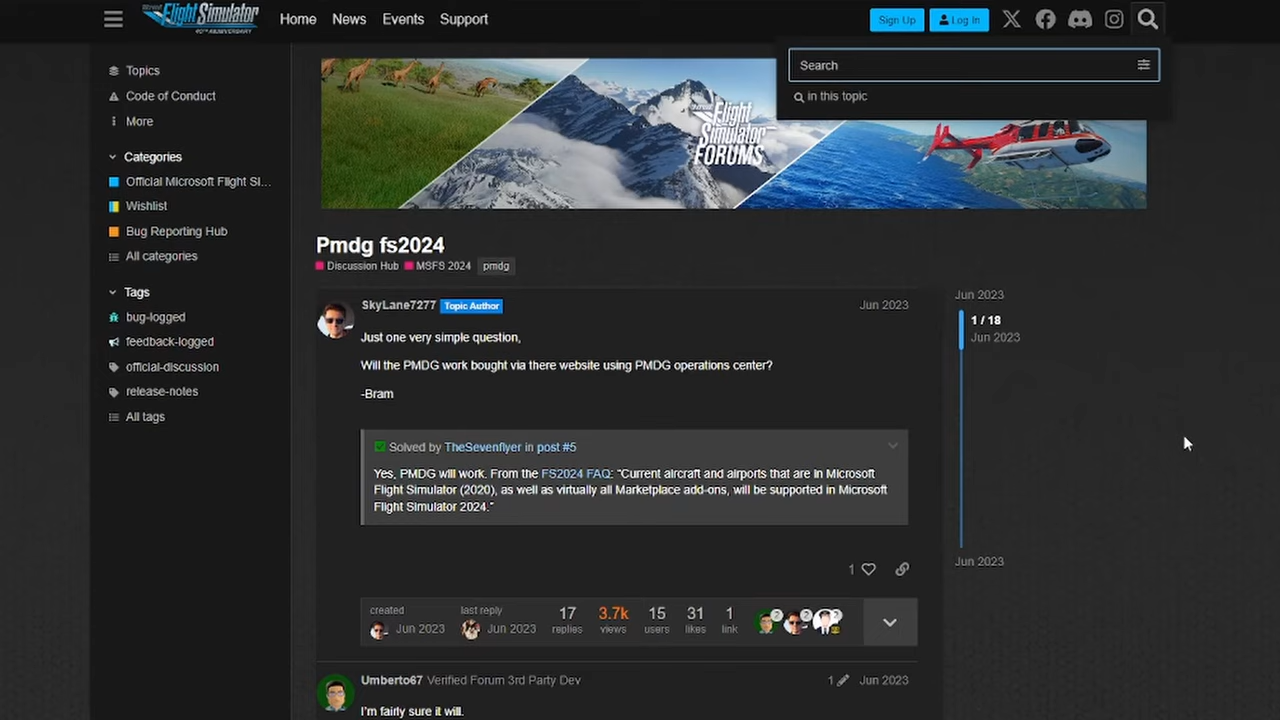 Microsoft Flight Simulator
40TH ANNIVERSARY
Home News Events Support
Sign Up Log In
Search
in this topic
Topics
Code of Conduct
More
Categories
Official Microsoft Flight SI...
Wishlist
Bug Reporting Hub
All categories
Tags
bug-logged
feedback-logged
official-discussion
release-notes
All tags
Microsoft
Flight
Simulator
FORUMS
Pmdg fs2024
Discussion Hub MSFS 2024 pmdg
SkyLane7277 Topic Author Jun 2023
Just one very simple question,
Will the PMDG work bought via there website using PMDG operations center?
-Bram
Solved by TheSevenflyer in post #5
Yes, PMDG will work. From the FS2024 FAQ: “Current aircraft and airports that are in Microsoft
Flight Simulator (2020), as well as virtually all Marketplace add-ons, will be supported in Microsoft
Flight Simulator 2024.”
1
created last reply 17 3.7k 15 31 1
Jun 2023 Jun 2023 replies views users likes link
2 2 2
Jun 2023
1 / 18
Jun 2023
Jun 2023
Umberto67 Verified Forum 3rd Party Dev 1 Jun 2023
I'm fairly sure it will.